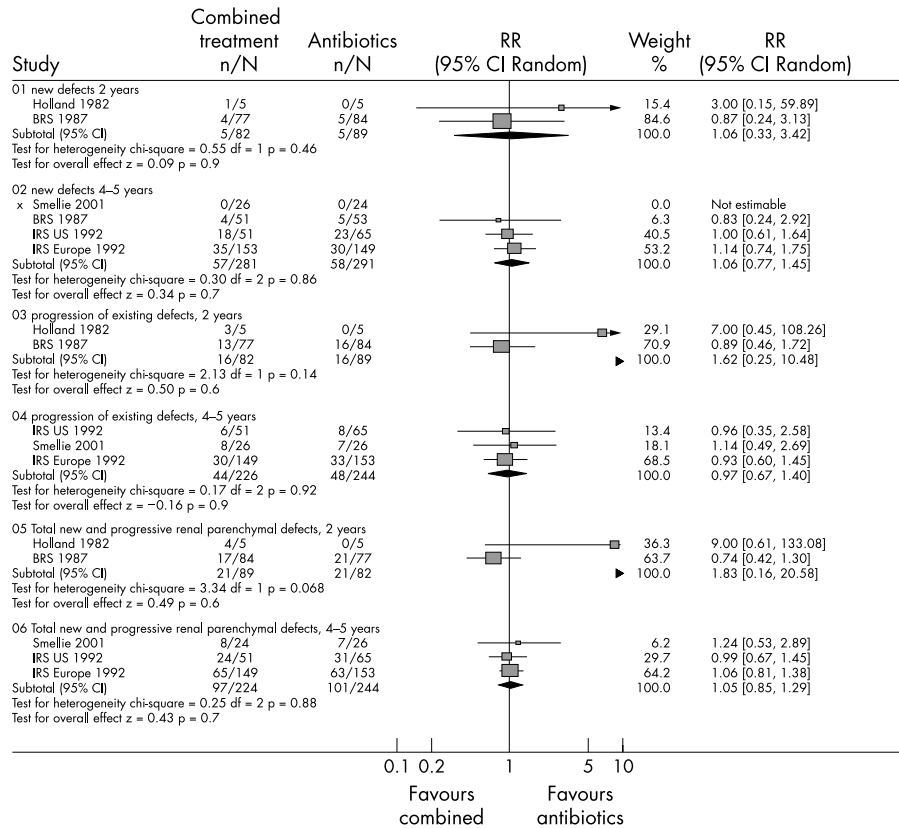 Combined
treatment Antibiotics RR Weight RR
Study n/N n/N (95% CI Random) % (95% CI Random)
01 new defects 2 years
Holland 1982 1/5 0/5 15.4 3.00 [0.15, 59.89]
BRS 1987 4/77 5/84 84.6 0.87 [0.24, 3.13]
Subtotal (95% CI) 5/82 5/89 100.0 1.06 [0.33, 3.42]
Test for heterogeneity chi-square = 0.55 df = 1 p = 0.46
Test for overall effect z = 0.09 p = 0.9
02 new defects 4–5 years
x Smellie 2001 0/26 0/24 0.0 Not estimable
BRS 1987 4/51 5/53 6.3 0.83 [0.24, 2.92]
IRS US 1992 18/51 23/65 40.5 1.00 [0.61, 1.64]
IRS Europe 1992 35/153 30/149 53.2 1.14 [0.74, 1.75]
Subtotal (95% CI) 57/281 58/291 100.0 1.06 [0.77, 1.45]
Test for heterogeneity chi-square = 0.30 df = 2 p = 0.86
Test for overall effect z = 0.34 p = 0.7
03 progression of existing defects, 2 years
Holland 1982 3/5 0/5 29.1 7.00 [0.45, 108.26]
BRS 1987 13/77 16/84 70.9 0.89 [0.46, 1.72]
Subtotal (95% CI) 16/82 16/89 100.0 1.62 [0.25, 10.48]
Test for heterogeneity chi-square = 2.13 df = 1 p = 0.14
Test for overall effect z = 0.50 p = 0.6
04 progression of existing defects, 4–5 years
IRS US 1992 6/51 8/65 13.4 0.96 [0.35, 2.58]
Smellie 2001 8/26 7/26 18.1 1.14 [0.49, 2.69]
IRS Europe 1992 30/149 33/153 68.5 0.93 [0.60, 1.45]
Subtotal (95% CI) 44/226 48/244 100.0 0.97 [0.67, 1.40]
Test for heterogeneity chi-square = 0.17 df = 2 p = 0.92
Test for overall effect z = −0.16 p = 0.9
05 Total new and progressive renal parenchymal defects, 2 years
Holland 1982 4/5 0/5 36.3 9.00 [0.61, 133.08]
BRS 1987 17/84 21/77 63.7 0.74 [0.42, 1.30]
Subtotal (95% CI) 21/89 21/82 100.0 1.83 [0.16, 20.58]
Test for heterogeneity chi-square = 3.34 df = 1 p = 0.068
Test for overall effect z = 0.49 p = 0.6
06 Total new and progressive renal parenchymal defects, 4–5 years
Smellie 2001 8/24 7/26 6.2 1.24 [0.53, 2.89]
IRS US 1992 24/51 31/65 29.7 0.99 [0.67, 1.45]
IRS Europe 1992 65/149 63/153 64.2 1.06 [0.81, 1.38]
Subtotal (95% CI) 97/224 101/244 100.0 1.05 [0.85, 1.29]
Test for heterogeneity chi-square = 0.25 df = 2 p = 0.88
Test for overall effect z = 0.43 p = 0.7
0.1 0.2 1 5 10
Favours Favours
combined antibiotics